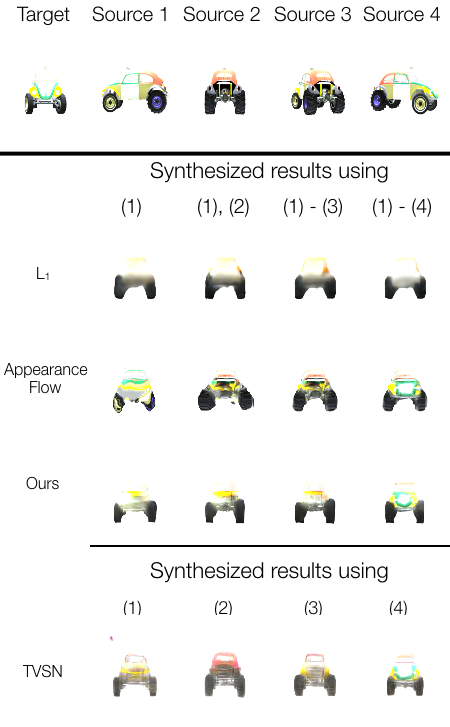 Target Source 1 Source 2 Source 3 Source 4
Synthesized results using
(1) (1), (2) (1) - (3) (1) - (4)
L₁
Appearance
Flow
Ours
Synthesized results using
(1) (2) (3) (4)
TVSN